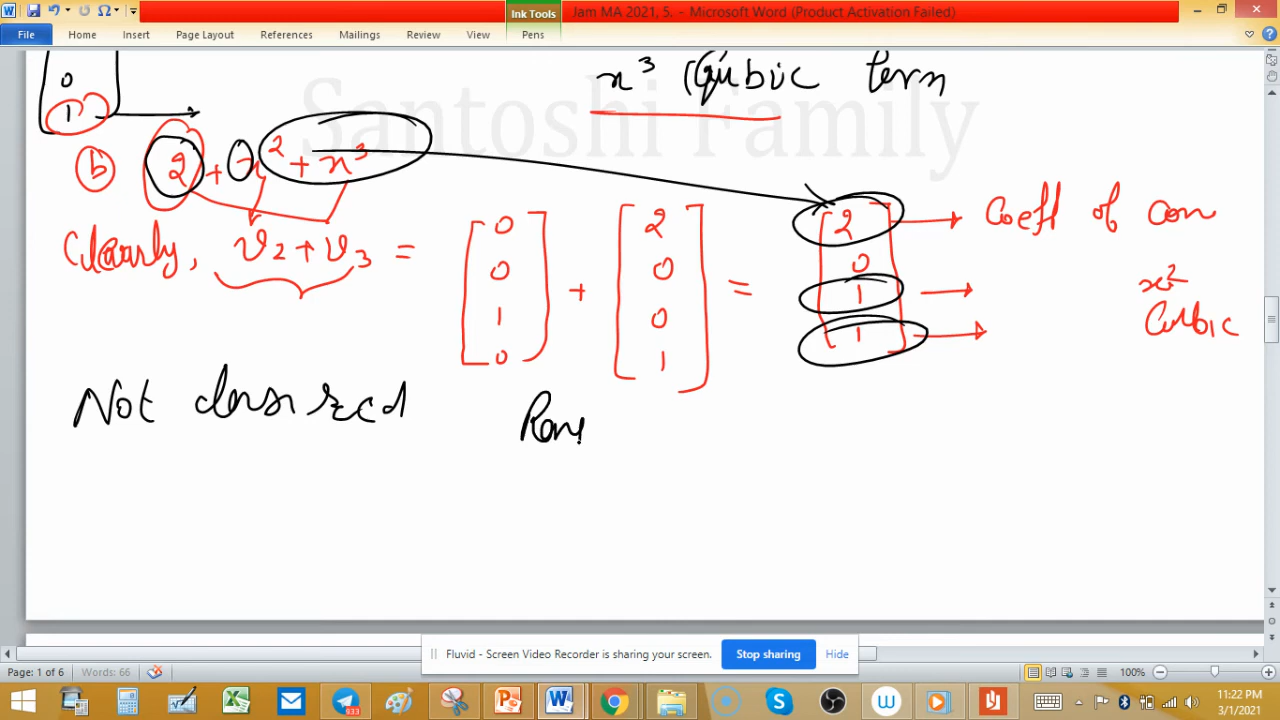 Ink Tools
Jam MA 2021, 5. - Microsoft Word (Product Activation Failed)
File Home Insert Page Layout References Mailings Review View Pens
0
1
x³ (Qubic term
Santoshi Family
b 2 + x² + x³
Clearly, v₂ + v₃ =
0
0
1
0
+
2
0
0
1
=
2
0
1
1
Coeff of con
x²
Cubic
Not
Ron
Fluvid - Screen Video Recorder is sharing your screen. Stop sharing Hide
Page: 1 of 6 Words: 66 100%
933
11:22 PM
3/1/2021